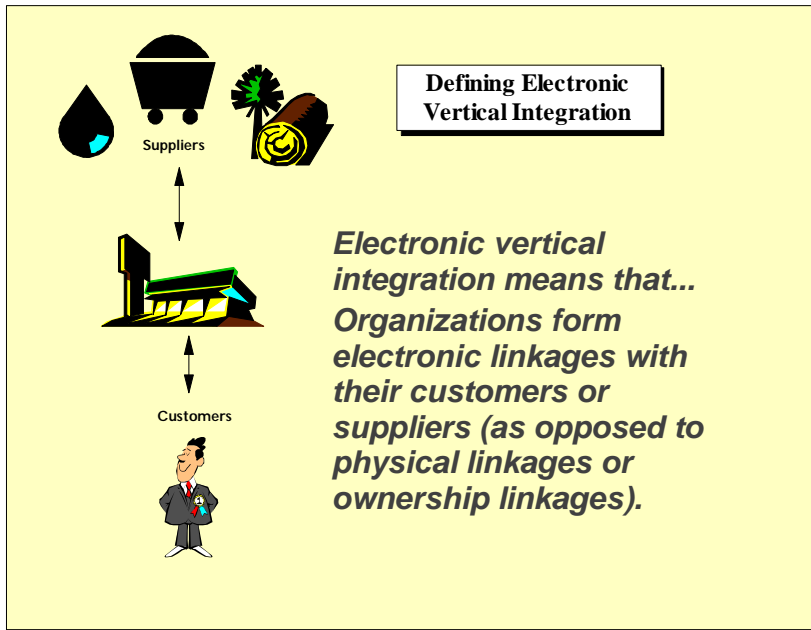 Defining Electronic
Vertical Integration
Suppliers
Electronic vertical
integration means that...
Organizations form
electronic linkages with
their customers or
suppliers (as opposed to
physical linkages or
ownership linkages).
Customers
1